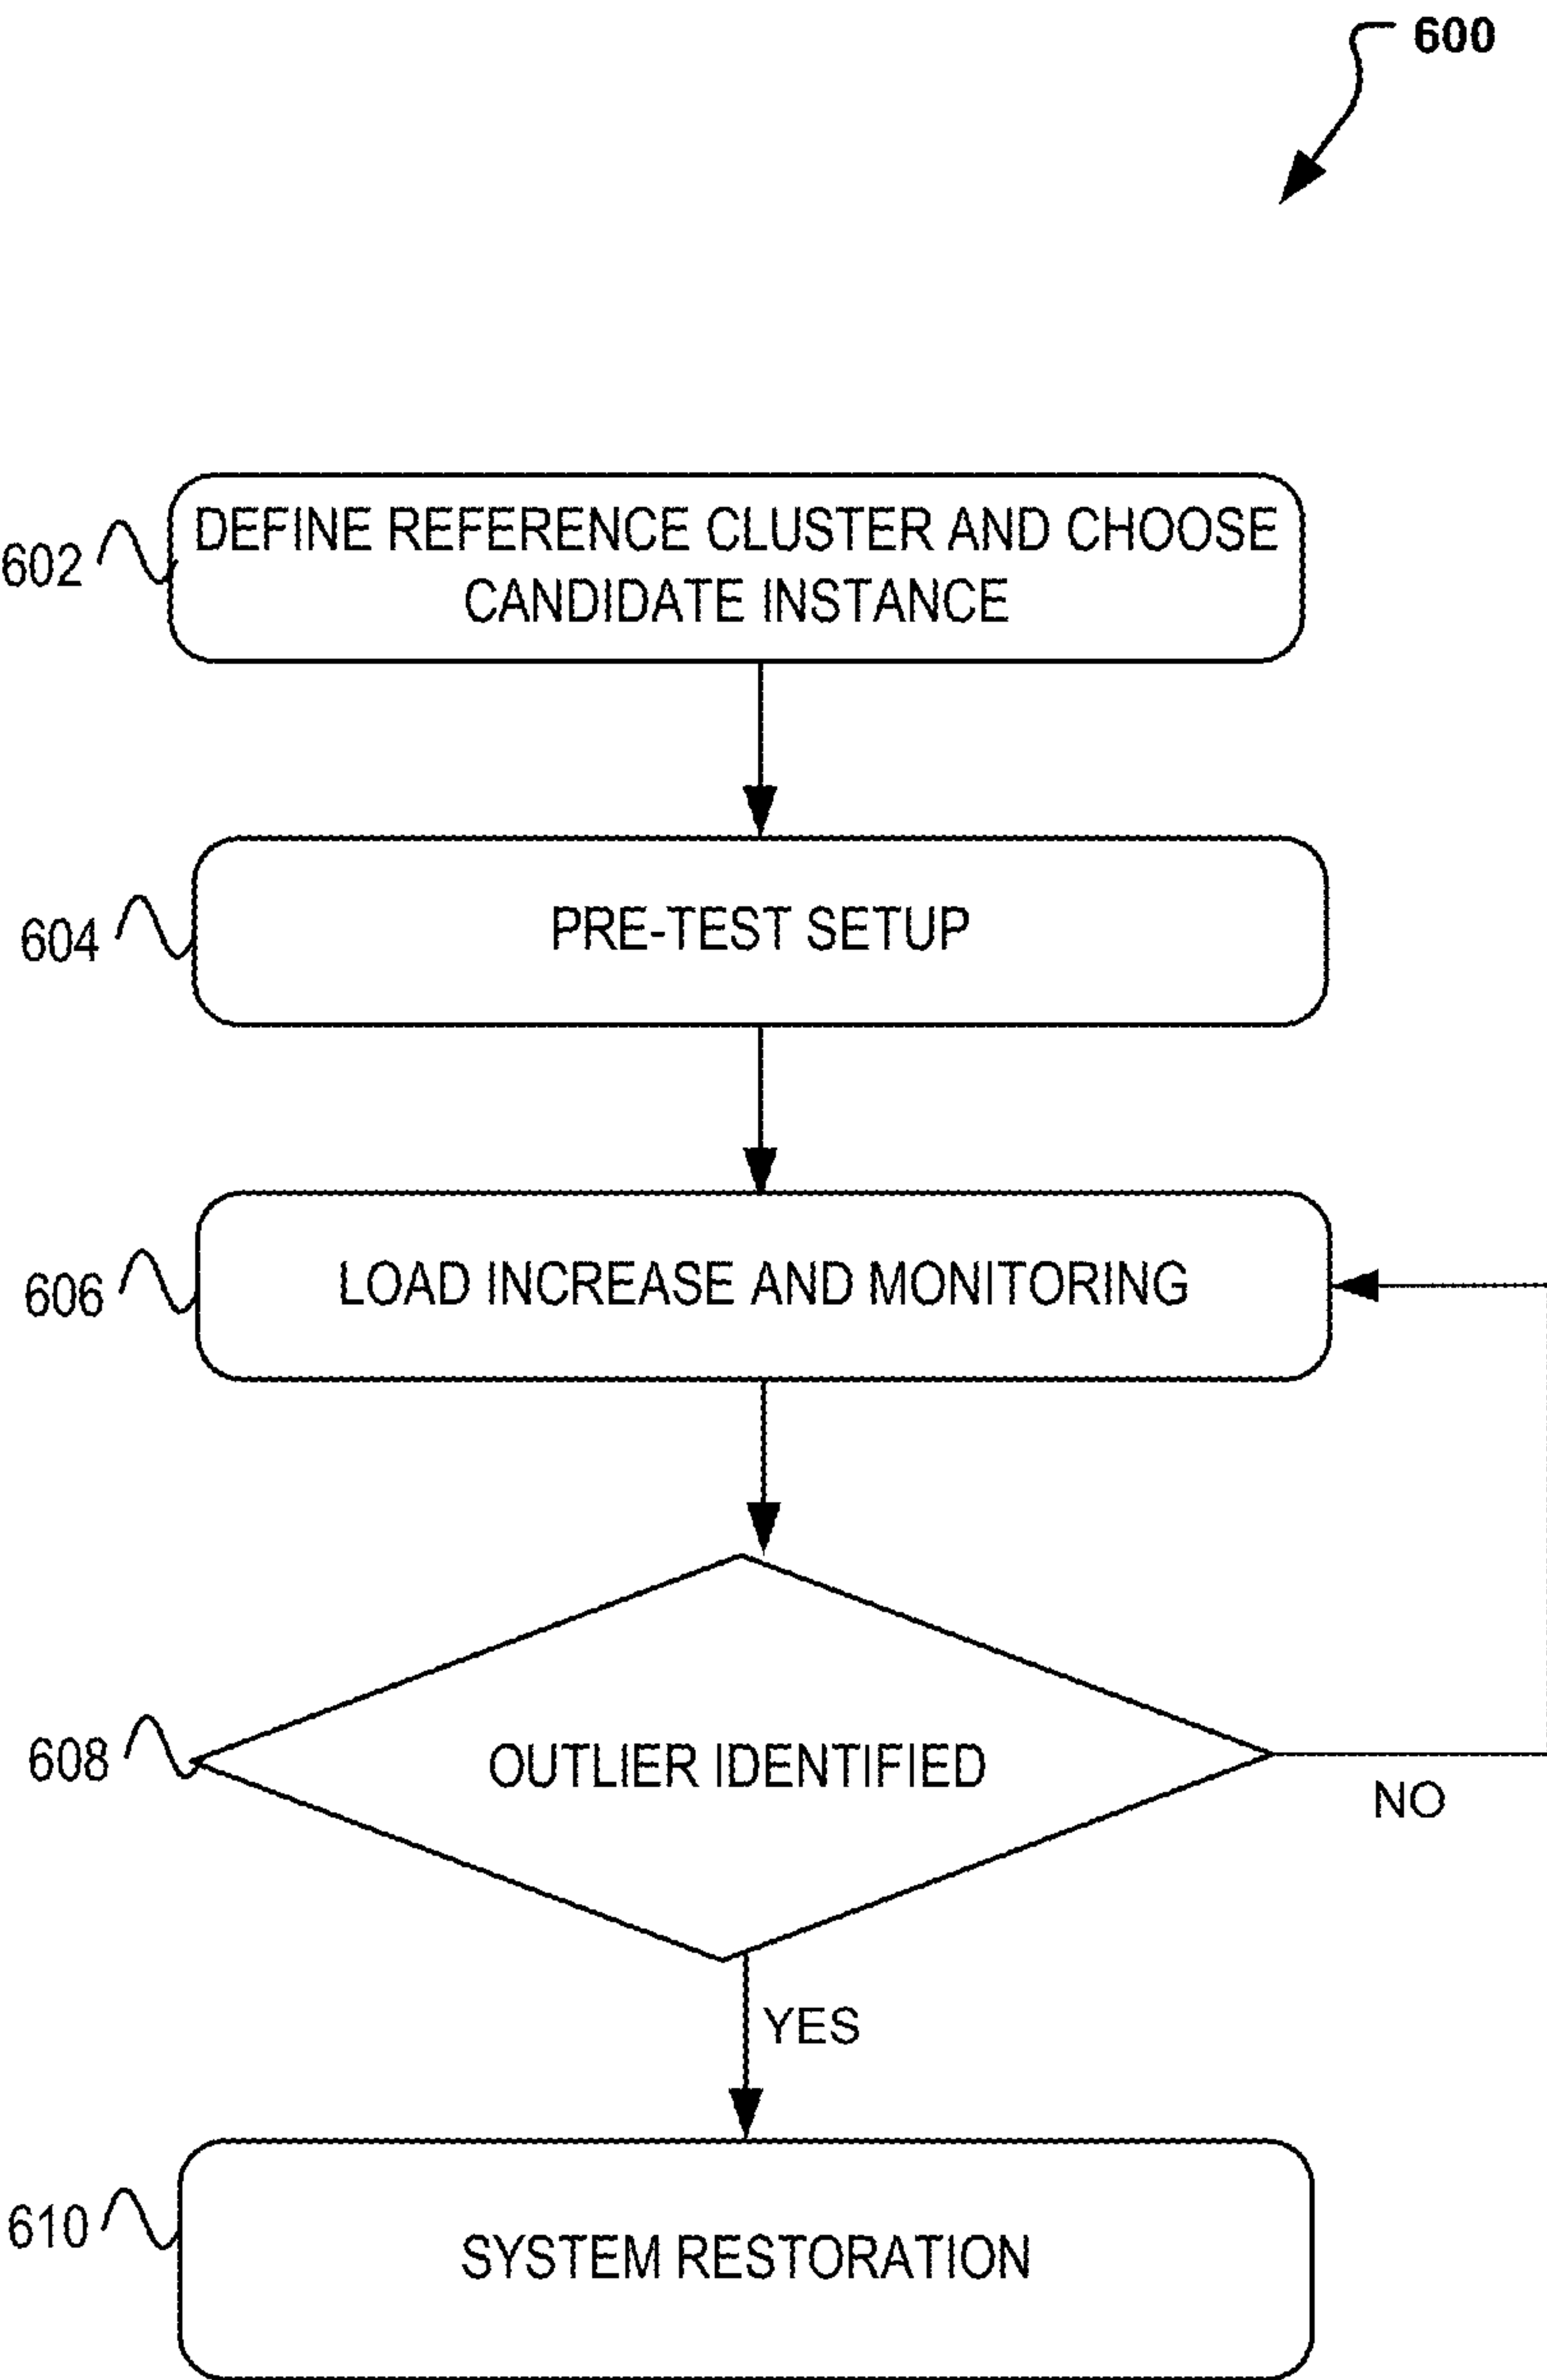 600
602
DEFINE REFERENCE CLUSTER AND CHOOSE
CANDIDATE INSTANCE
604
PRE-TEST SETUP
606
LOAD INCREASE AND MONITORING
608
OUTLIER IDENTIFIED
NO
YES
610
SYSTEM RESTORATION